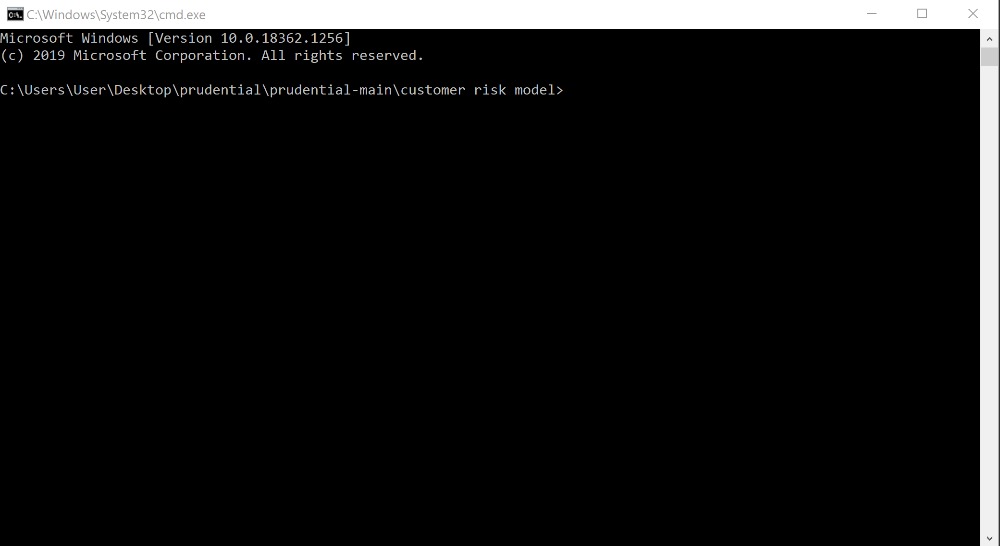 C:\Windows\System32\cmd.exe
Microsoft Windows [Version 10.0.18362.1256]
(c) 2019 Microsoft Corporation. All rights reserved.
C:\Users\User\Desktop\prudential\prudential-main\customer risk model>